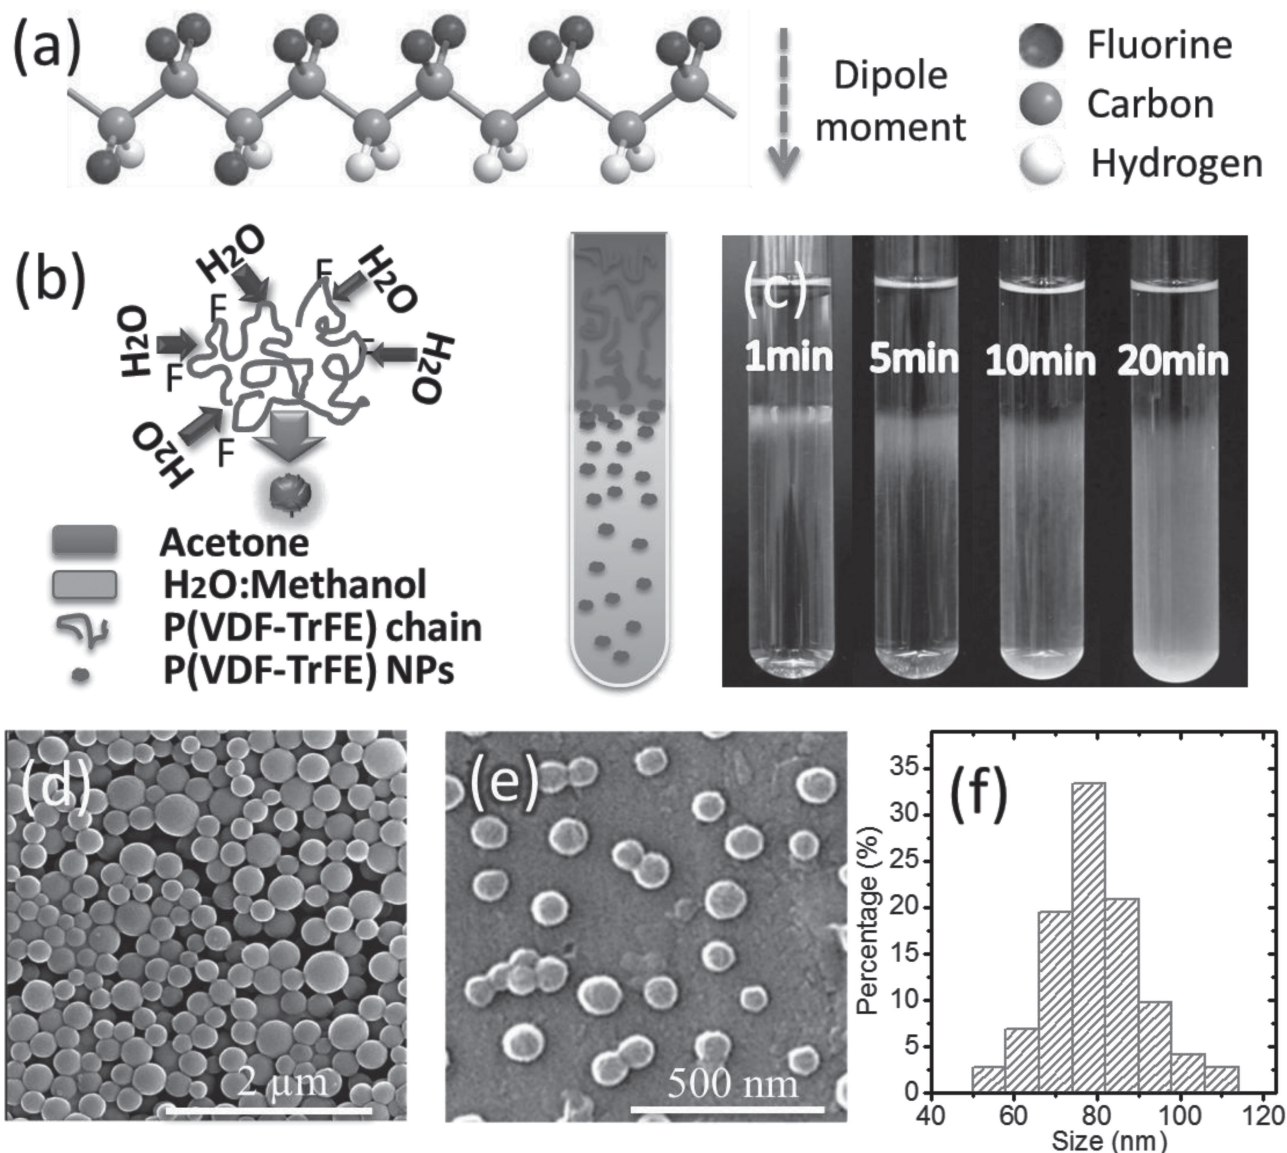 (a)
Dipole
moment
Fluorine
Carbon
Hydrogen
(b)
H2O
H2O
H2O
H2O
H2O
F
F
F
F
F
Acetone
H2O:Methanol
P(VDF-TrFE) chain
P(VDF-TrFE) NPs
(c)
1min 5min 10min 20min
(d)
2 μm
(e)
500 nm
(f)
Percentage (%)
35
30
25
20
15
10
5
0
40 60 80 100 120
Size (nm)